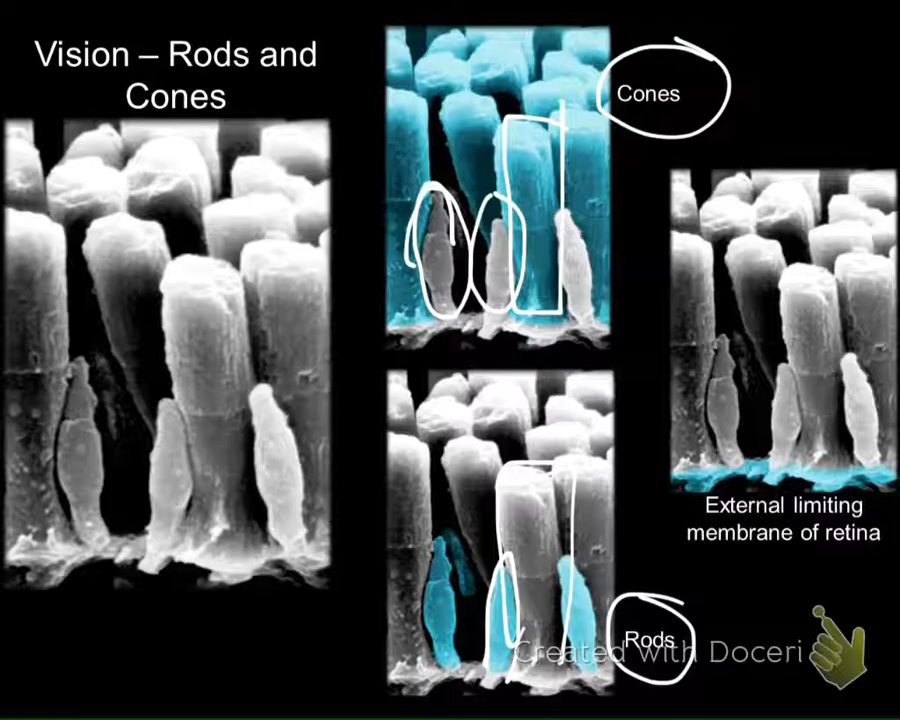 Vision – Rods and
Cones
Cones
External limiting
membrane of retina
Rods
Created with Doceri